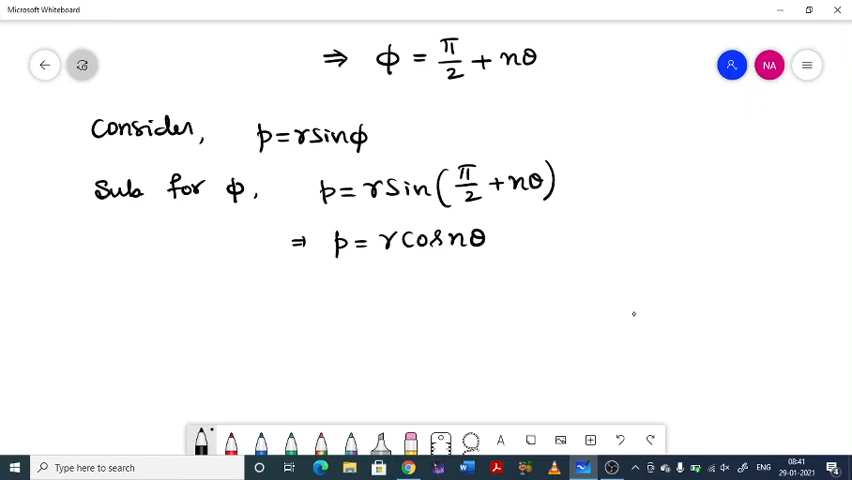 Microsoft Whiteboard
⇒ ϕ = π/2 + nθ
NA
Consider, p = r sin ϕ
Sub for ϕ, p = r sin (π/2 + nθ)
⇒ p = r cos nθ
A
Type here to search
ENG
08:41
29-01-2021
4